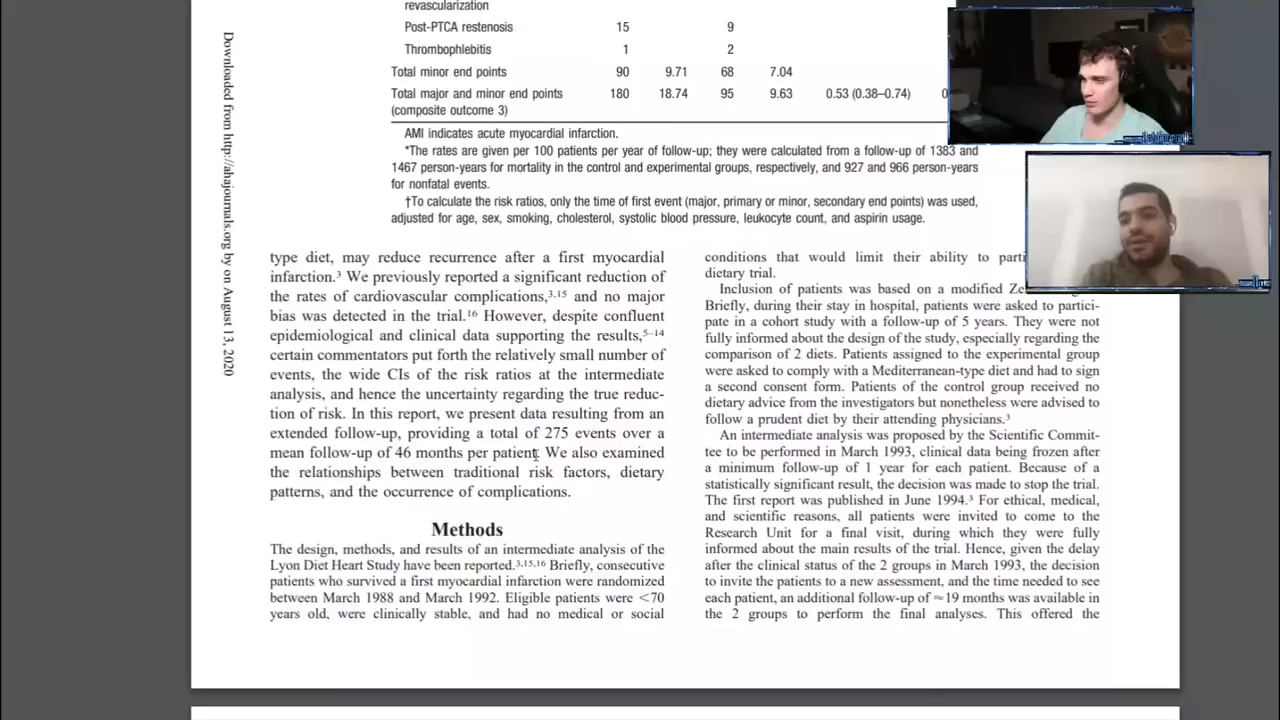 revascularization
Post-PTCA restenosis 15 9
Thrombophlebitis 1 2
Total minor end points 90 9.71 68 7.04
Total major and minor end points 180 18.74 95 9.63 0.53 (0.38–0.74)
(composite outcome 3)
AMI indicates acute myocardial infarction.
*The rates are given per 100 patients per year of follow-up; they were calculated from a follow-up of 1383 and
1467 person-years for mortality in the control and experimental groups, respectively, and 927 and 966 person-years
for nonfatal events.
†To calculate the risk ratios, only the time of first event (major, primary or minor, secondary end points) was used,
adjusted for age, sex, smoking, cholesterol, systolic blood pressure, leukocyte count, and aspirin usage.
Downloaded from http://ahajournals.org by on August 13, 2020
type diet, may reduce recurrence after a first myocardial
infarction.³ We previously reported a significant reduction of
the rates of cardiovascular complications,³,¹⁵ and no major
bias was detected in the trial.¹⁶ However, despite confluent
epidemiological and clinical data supporting the results,⁵–¹⁴
certain commentators put forth the relatively small number of
events, the wide CIs of the risk ratios at the intermediate
analysis, and hence the uncertainty regarding the true reduc-
tion of risk. In this report, we present data resulting from an
extended follow-up, providing a total of 275 events over a
mean follow-up of 46 months per patient. We also examined
the relationships between traditional risk factors, dietary
patterns, and the occurrence of complications.
Methods
The design, methods, and results of an intermediate analysis of the
Lyon Diet Heart Study have been reported.³,¹⁵,¹⁶ Briefly, consecutive
patients who survived a first myocardial infarction were randomized
between March 1988 and March 1992. Eligible patients were <70
years old, were clinically stable, and had no medical or social
conditions that would limit their ability to parti
dietary trial.
Inclusion of patients was based on a modified Ze
Briefly, during their stay in hospital, patients were asked to partici-
pate in a cohort study with a follow-up of 5 years. They were not
fully informed about the design of the study, especially regarding the
comparison of 2 diets. Patients assigned to the experimental group
were asked to comply with a Mediterranean-type diet and had to sign
a second consent form. Patients of the control group received no
dietary advice from the investigators but nonetheless were advised to
follow a prudent diet by their attending physicians.³
An intermediate analysis was proposed by the Scientific Commit-
tee to be performed in March 1993, clinical data being frozen after
a minimum follow-up of 1 year for each patient. Because of a
statistically significant result, the decision was made to stop the trial.
The first report was published in June 1994.³ For ethical, medical,
and scientific reasons, all patients were invited to come to the
Research Unit for a final visit, during which they were fully
informed about the main results of the trial. Hence, given the delay
after the clinical status of the 2 groups in March 1993, the decision
to invite the patients to a new assessment, and the time needed to see
each patient, an additional follow-up of ≈19 months was available in
the 2 groups to perform the final analyses. This offered the